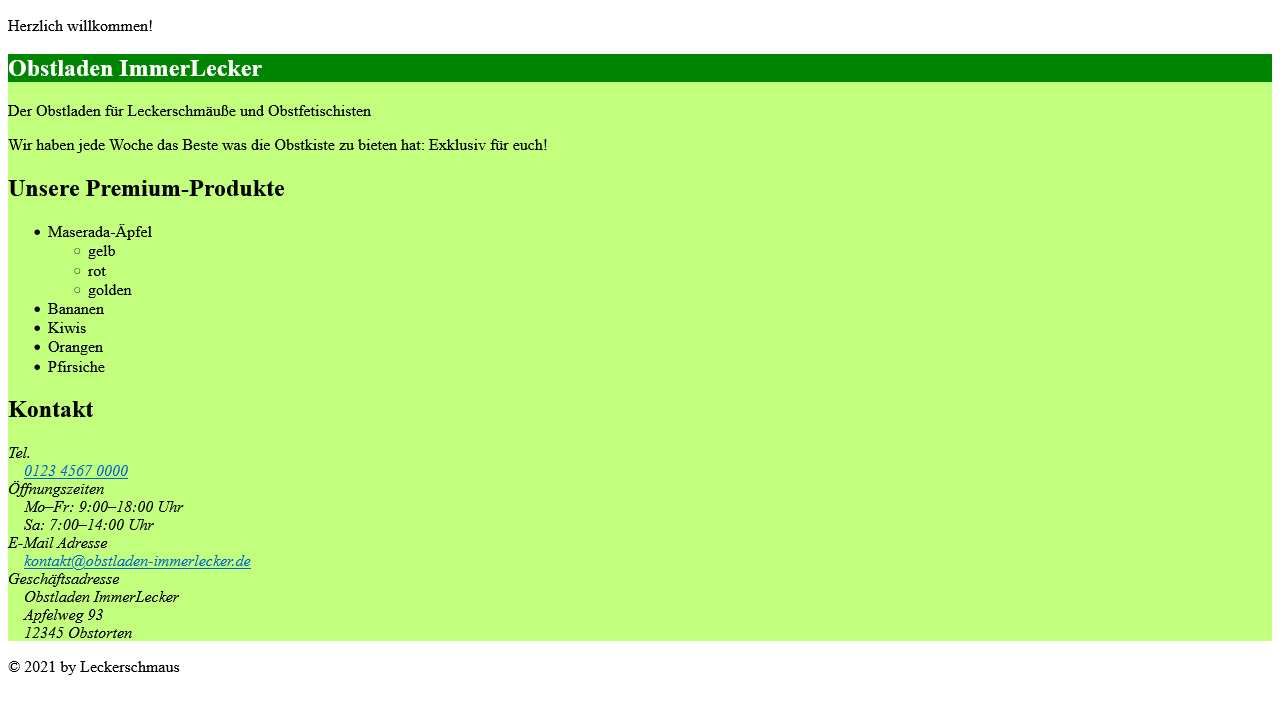 Herzlich willkommen!
Obstladen ImmerLecker
Der Obstladen für Leckerschmäuße und Obstfetischisten
Wir haben jede Woche das Beste was die Obstkiste zu bieten hat: Exklusiv für euch!
Unsere Premium-Produkte
Maserada-Äpfel
gelb
rot
golden
Bananen
Kiwis
Orangen
Pfirsiche
Kontakt
Tel.
0123 4567 0000
Öffnungszeiten
Mo–Fr: 9:00–18:00 Uhr
Sa: 7:00–14:00 Uhr
E-Mail Adresse
kontakt@obstladen-immerlecker.de
Geschäftsadresse
Obstladen ImmerLecker
Apfelweg 93
12345 Obstorten
© 2021 by Leckerschmaus